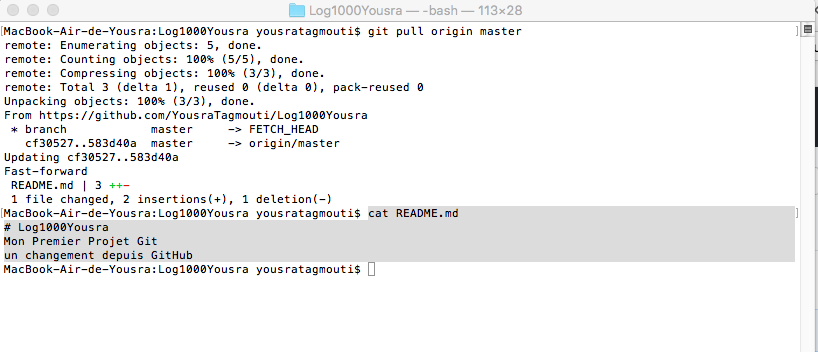 Log1000Yousra — -bash — 113×28
[MacBook-Air-de-Yousra:Log1000Yousra yousratagmouti$ git pull origin master ]
remote: Enumerating objects: 5, done.
remote: Counting objects: 100% (5/5), done.
remote: Compressing objects: 100% (3/3), done.
remote: Total 3 (delta 1), reused 0 (delta 0), pack-reused 0
Unpacking objects: 100% (3/3), done.
From https://github.com/YousraTagmouti/Log1000Yousra
 * branch            master     -> FETCH_HEAD
   cf30527..583d40a  master     -> origin/master
Updating cf30527..583d40a
Fast-forward
 README.md | 3 ++-
 1 file changed, 2 insertions(+), 1 deletion(-)
[MacBook-Air-de-Yousra:Log1000Yousra yousratagmouti$ cat README.md ]
# Log1000Yousra
Mon Premier Projet Git
un changement depuis GitHub
MacBook-Air-de-Yousra:Log1000Yousra yousratagmouti$